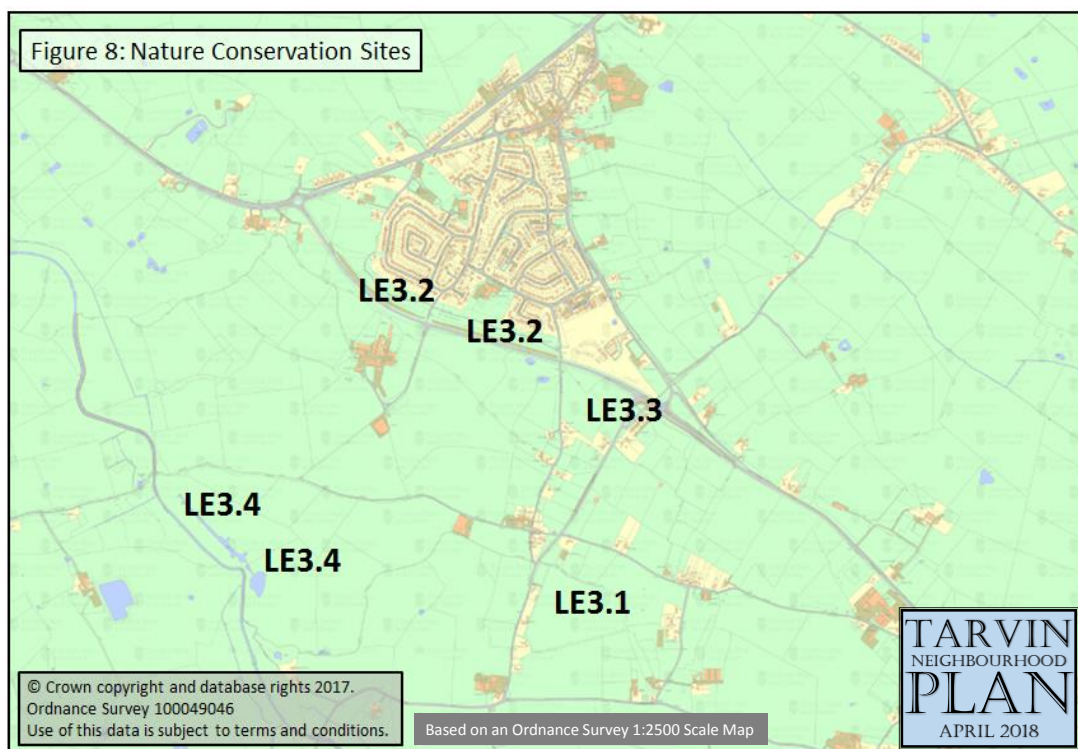 Figure 8: Nature Conservation Sites
LE3.2
LE3.2
LE3.3
LE3.4
LE3.4
LE3.1
© Crown copyright and database rights 2017.
Ordnance Survey 100049046
Use of this data is subject to terms and conditions.
Based on an Ordnance Survey 1:2500 Scale Map
TARVIN
NEIGHBOURHOOD
PLAN
APRIL 2018